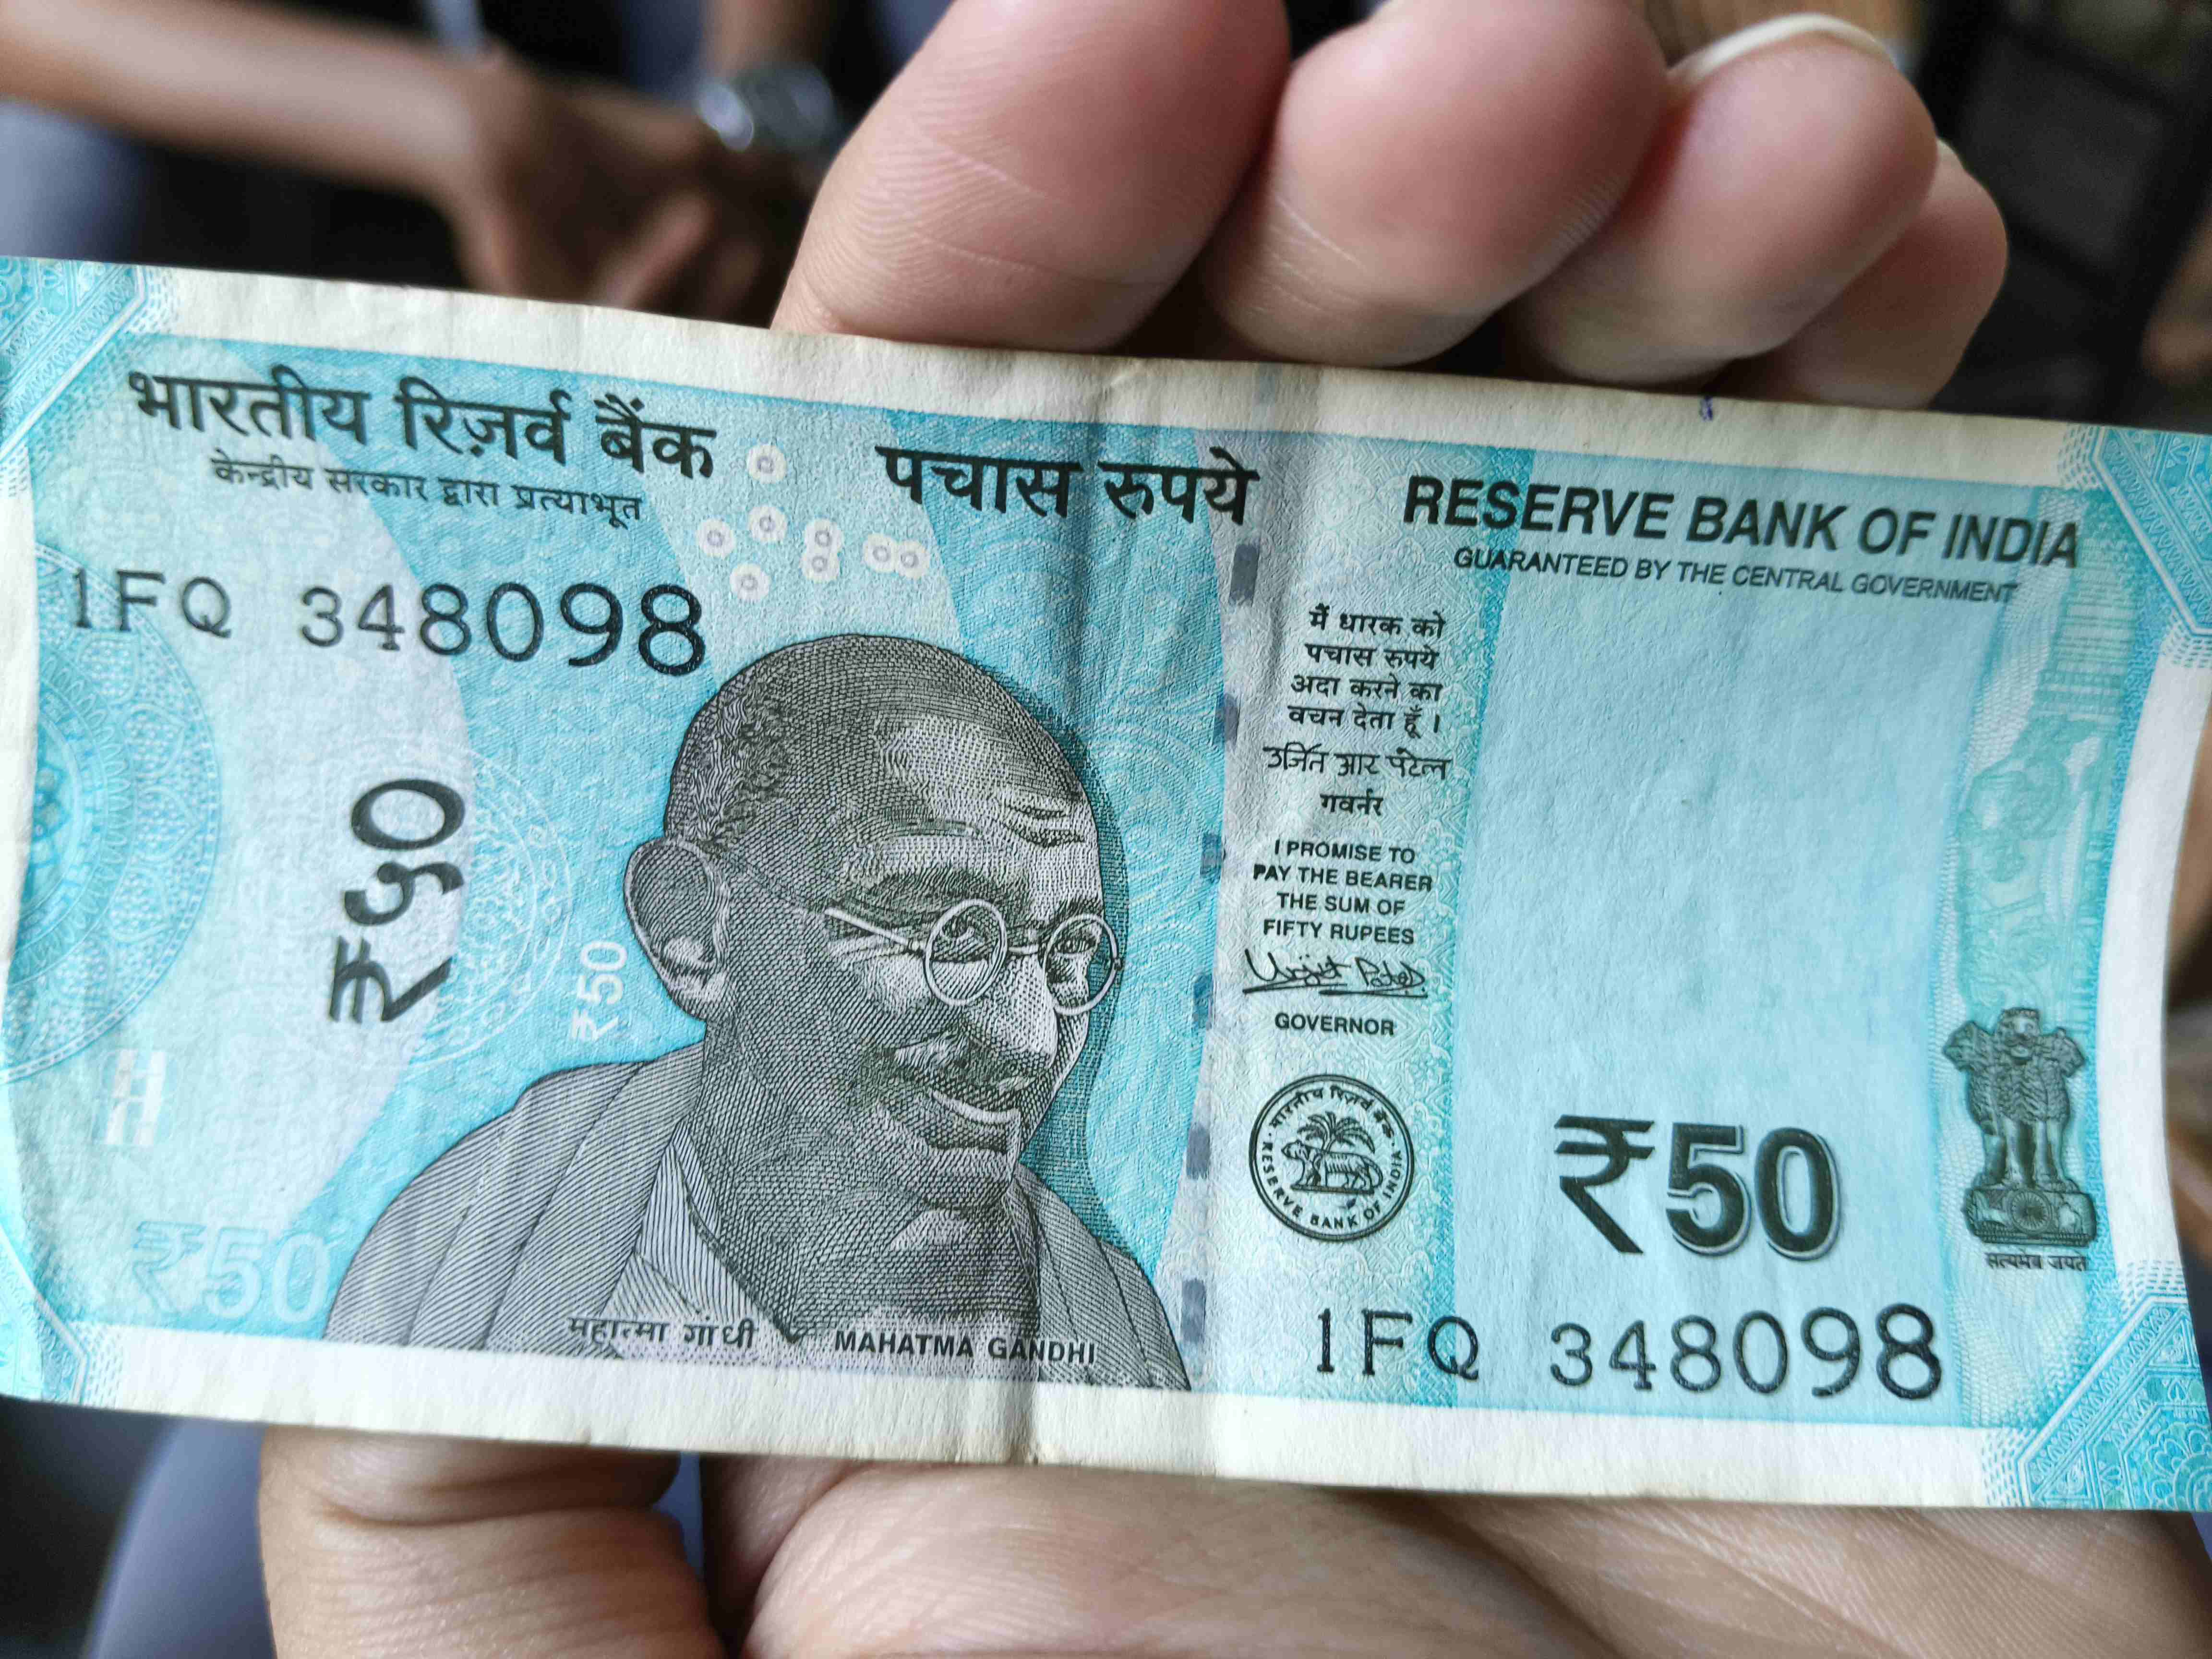 भारतीय रिज़र्व बैंक
केन्द्रीय सरकार द्वारा प्रत्याभूत
1FQ 348098
पचास रुपये
RESERVE BANK OF INDIA
GUARANTEED BY THE CENTRAL GOVERNMENT
₹५०
₹50
₹50
महात्मा गांधी
MAHATMA GANDHI
मैं धारक को
पचास रुपये
अदा करने का
वचन देता हूँ ।
उर्जित आर पटेल
गवर्नर
I PROMISE TO
PAY THE BEARER
THE SUM OF
FIFTY RUPEES
Urjit Patel
GOVERNOR
भारतीय रिज़र्व बैंक
RESERVE BANK OF INDIA
₹50
सत्यमेव जयते
1FQ 348098